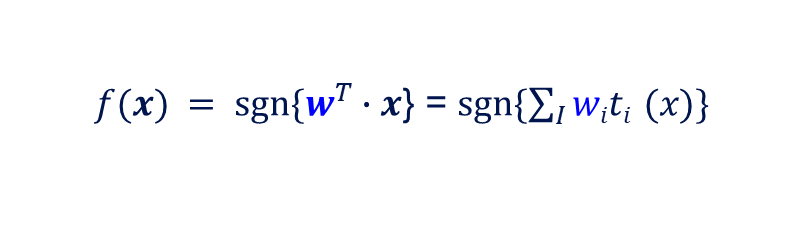 f(x) = sgn{w^T · x} = sgn{∑_I w_i t_i (x)}